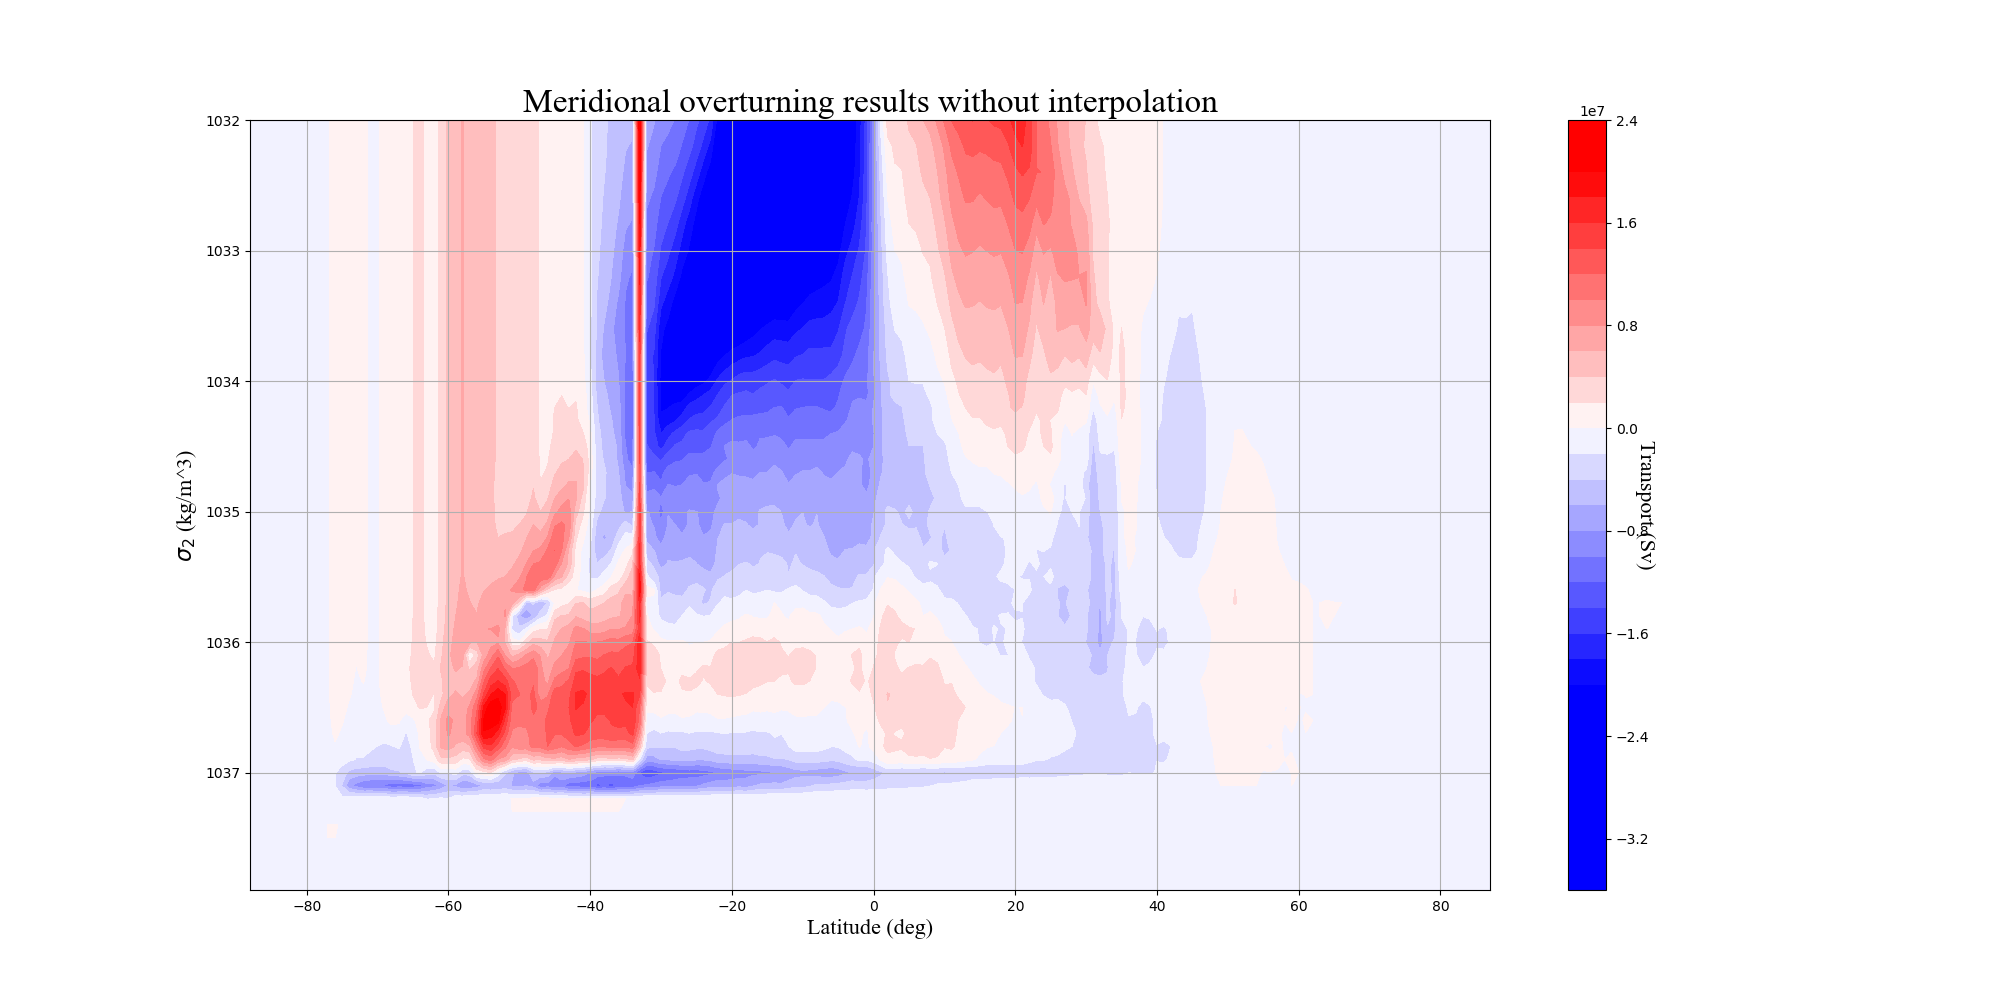 Meridional overturning results without interpolation
1e7
1032
1033
1034
1035
1036
1037
σ₂ (kg/m^3)
−80 −60 −40 −20 0 20 40 60 80
Latitude (deg)
2.4
1.6
0.8
0.0
−0.8
−1.6
−2.4
−3.2
Transport (Sv)